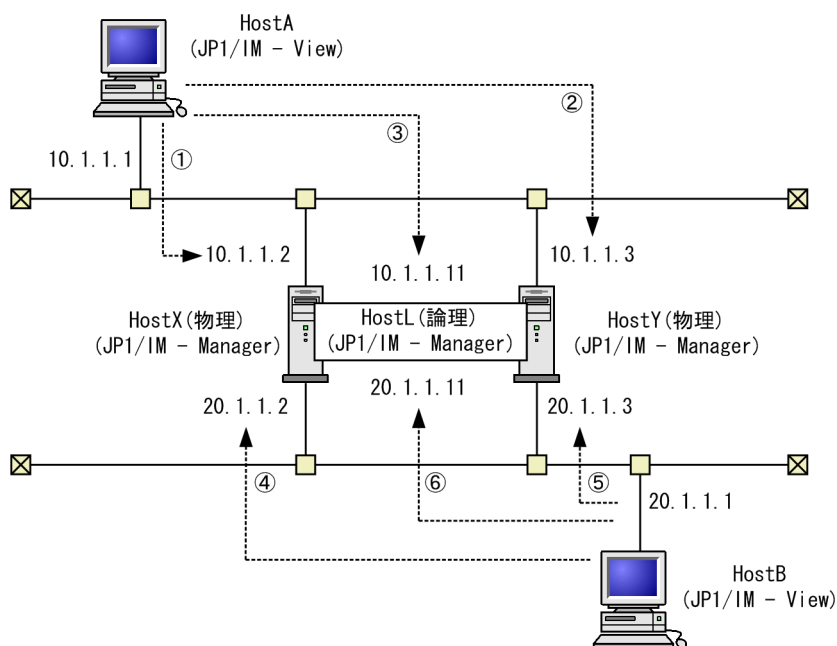 HostA
(JP1/IM - View)
②
③
10.1.1.1
①
10.1.1.2
10.1.1.3
10.1.1.11
HostX(物理)
(JP1/IM - Manager)
HostL(論理)
(JP1/IM - Manager)
HostY(物理)
(JP1/IM - Manager)
20.1.1.2
20.1.1.11
20.1.1.3
④
⑥
⑤
20.1.1.1
HostB
(JP1/IM - View)